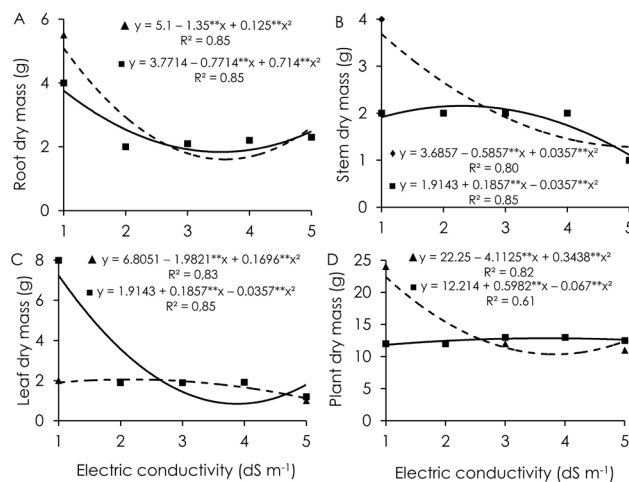 A
▲ y = 5.1 – 1.35**x + 0.125**x²
R² = 0.85
■ y = 3.7714 – 0.7714**x + 0.714**x²
R² = 0.85
Root dry mass (g)
6
4
2
0
1 2 3 4 5
B
Stem dry mass (g)
4
3
2
1
0
♦ y = 3.6857 – 0.5857**x + 0.0357**x²
R² = 0,80
■ y = 1.9143 + 0.1857**x – 0.0357**x²
R² = 0.85
1 2 3 4 5
C
▲ y = 6.8051 – 1.9821**x + 0.1696**x²
R² = 0,83
■ y = 1.9143 + 0.1857**x – 0.0357**x²
R² = 0,85
Leaf dry mass (g)
8
6
4
2
0
1 2 3 4 5
Electric conductivity (dS m⁻¹)
D
▲ y = 22.25 - 4.1125**x + 0.3438**x²
R² = 0.82
■ y = 12.214 + 0.5982**x – 0.067**x²
R² = 0.61
Plant dry mass (g)
25
20
15
10
5
0
1 2 3 4 5
Electric conductivity (dS m⁻¹)